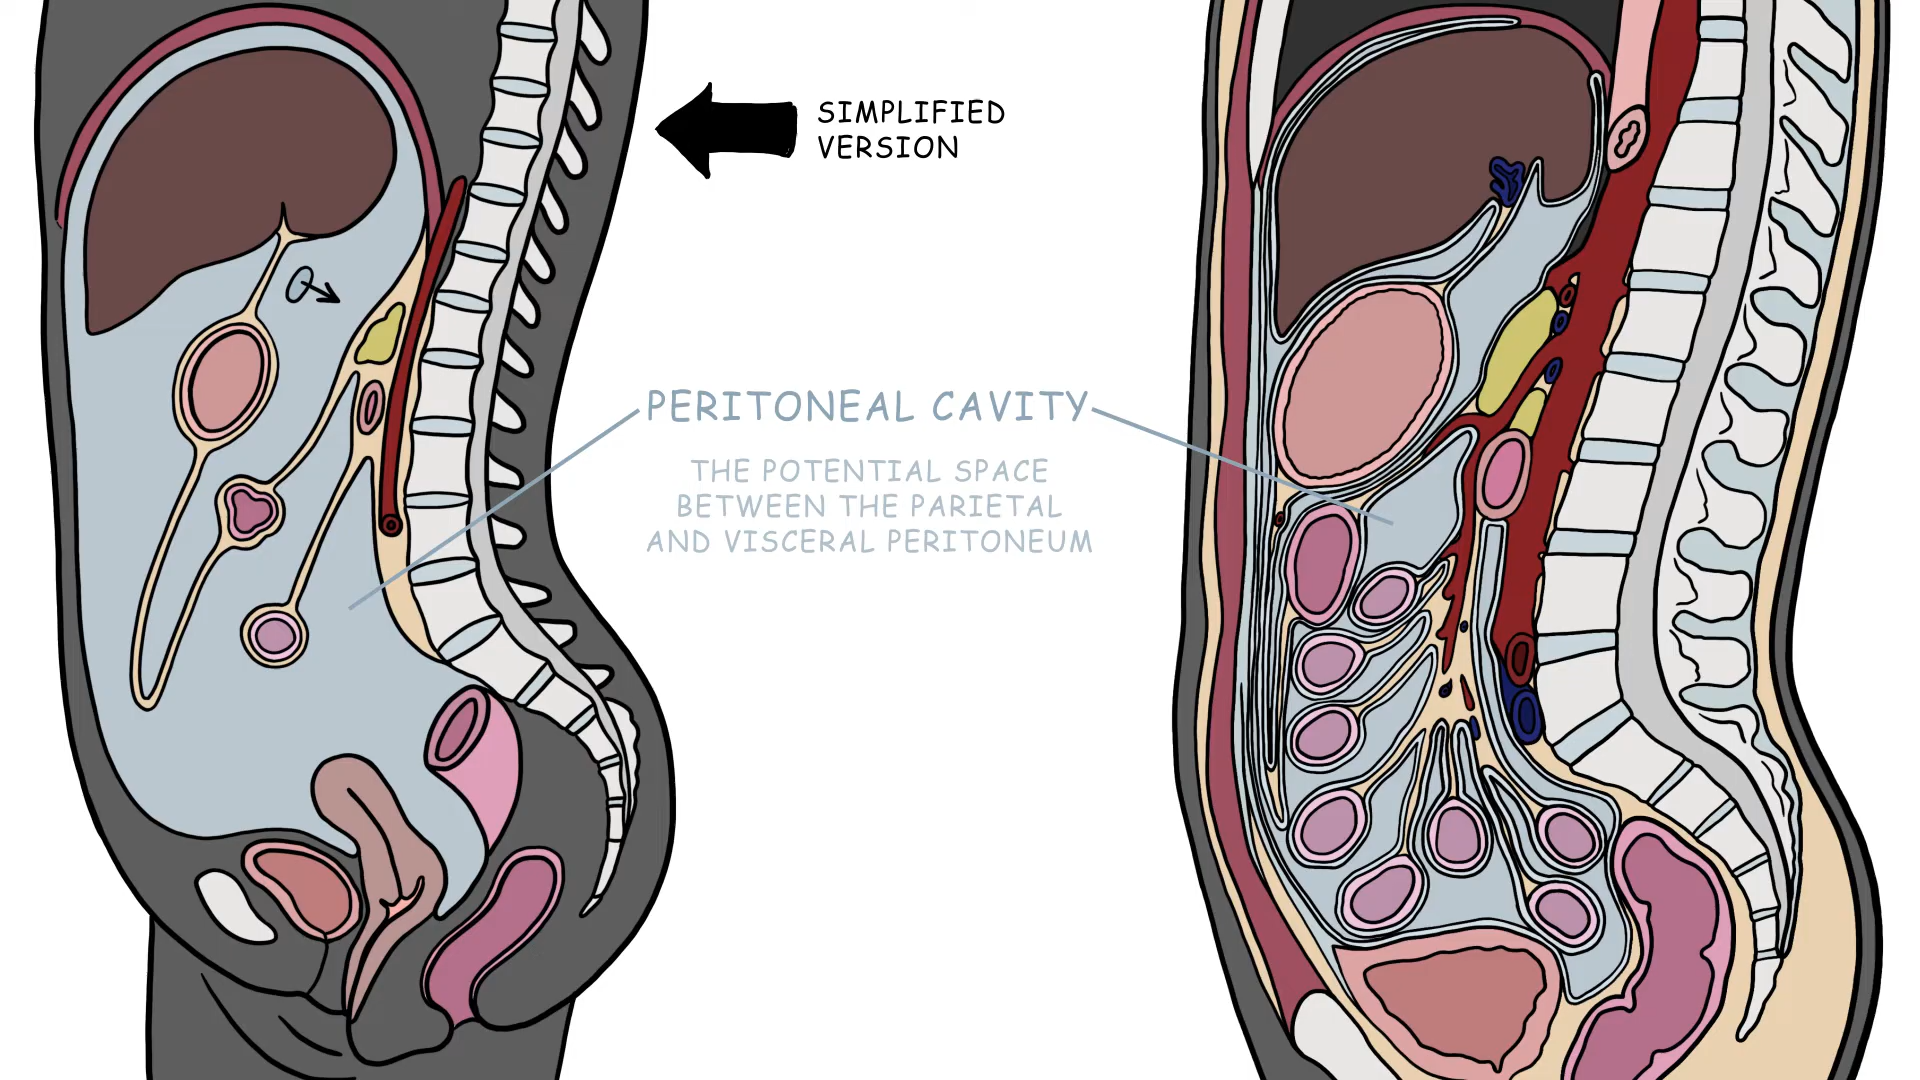 SIMPLIFIED
VERSION
PERITONEAL CAVITY
THE POTENTIAL SPACE
BETWEEN THE PARIETAL
AND VISCERAL PERITONEUM